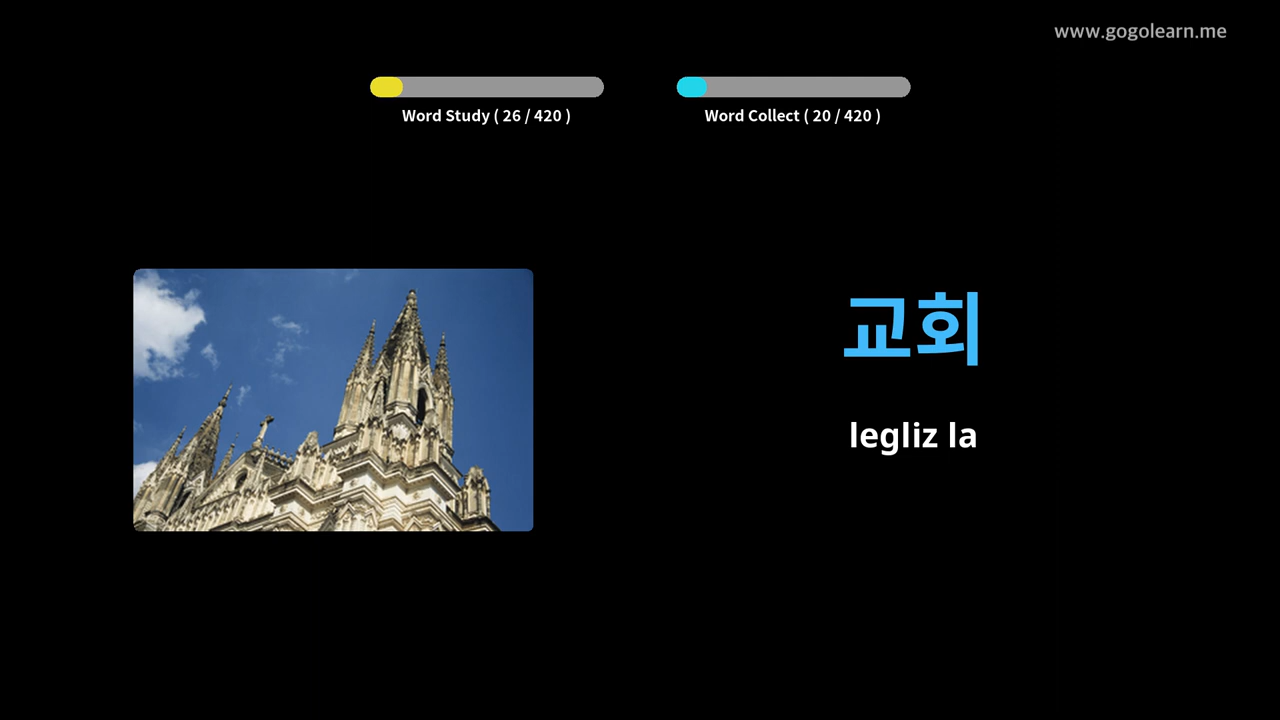 www.gogolearn.me
Word Study ( 26 / 420 )
Word Collect ( 20 / 420 )
교회
legliz la